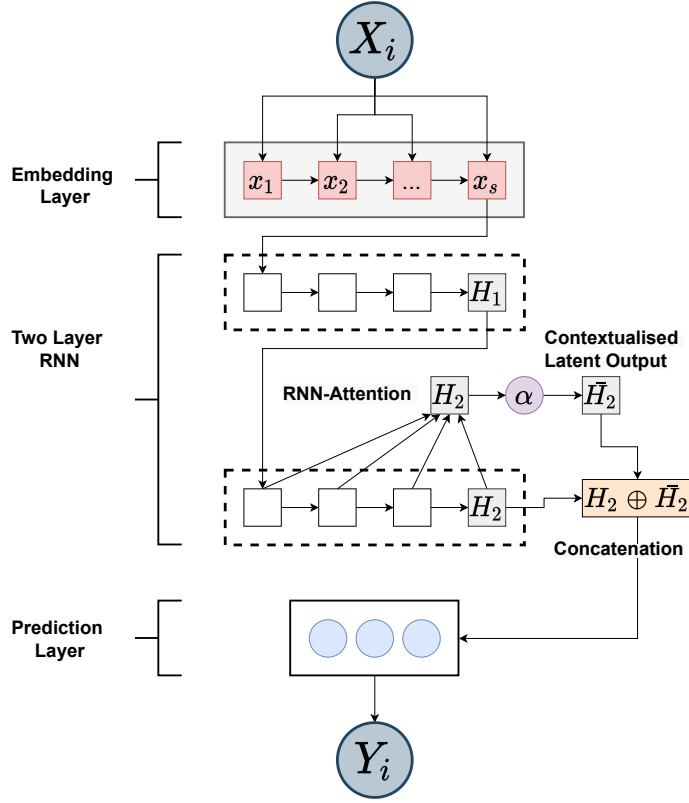 X_i
Embedding
Layer
x_1 x_2 ... x_s
H_1
Two Layer
RNN
Contextualised
Latent Output
RNN-Attention
H_2 α H̄_2
H_2 H_2 ⊕ H̄_2
Concatenation
Prediction
Layer
Y_i